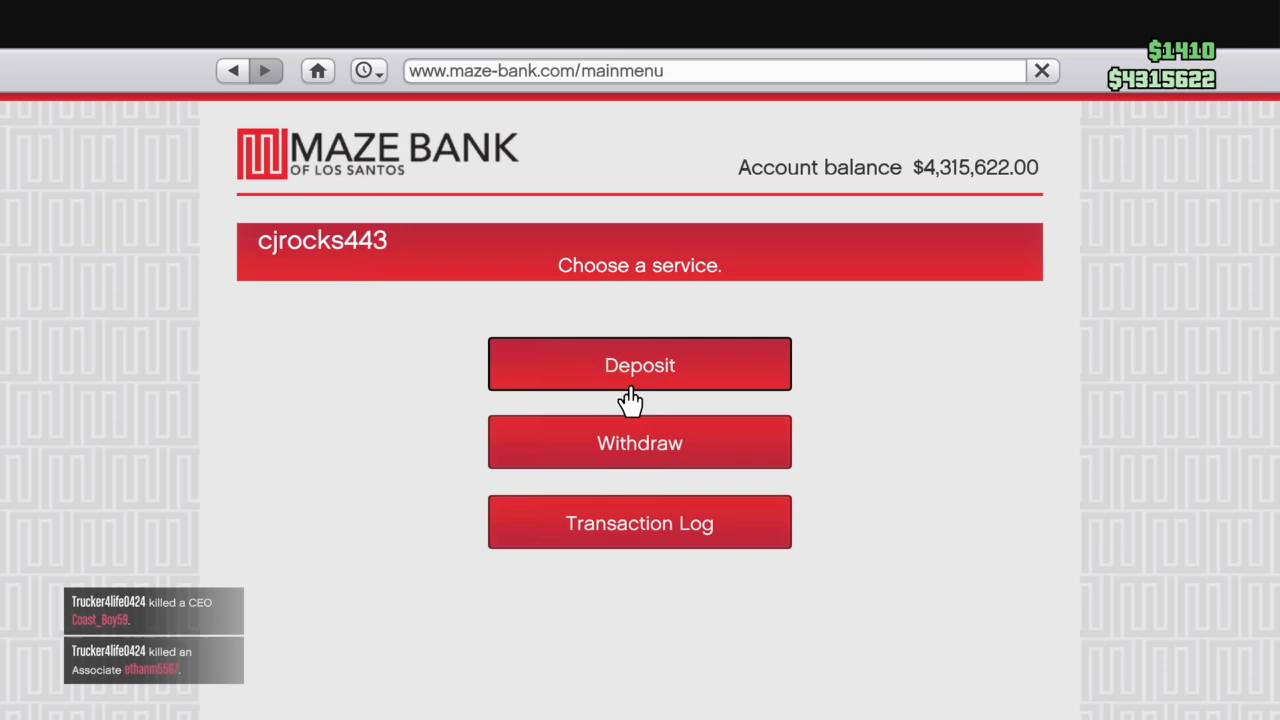 $1410
www.maze-bank.com/mainmenu
$4315622
MAZE BANK
OF LOS SANTOS
Account balance $4,315,622.00
cjrocks443
Choose a service.
Deposit
Withdraw
Transaction Log
Trucker4life0424 killed a CEO
Coast_Boy59.
Trucker4life0424 killed an
Associate ethanm5567.